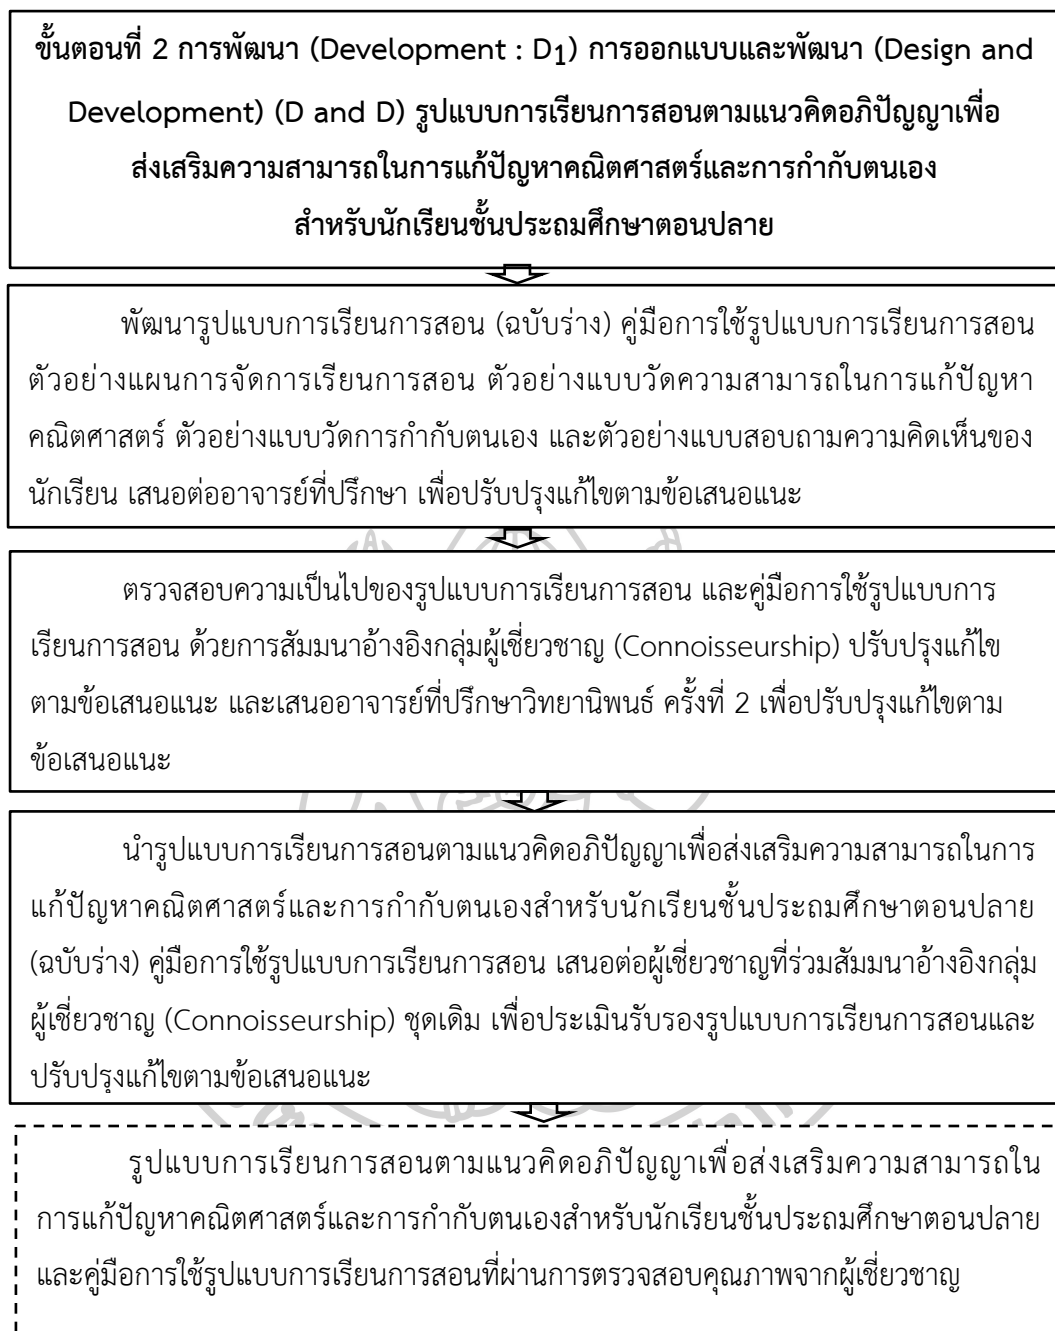 ขั้นตอนที่ 2 การพัฒนา (Development : D1) การออกแบบและพัฒนา (Design and
Development) (D and D) รูปแบบการเรียนการสอนตามแนวคิดอภิปัญญาเพื่อ
ส่งเสริมความสามารถในการแก้ปัญหาคณิตศาสตร์และการกำกับตนเอง
สำหรับนักเรียนชั้นประถมศึกษาตอนปลาย
พัฒนารูปแบบการเรียนการสอน (ฉบับร่าง) คู่มือการใช้รูปแบบการเรียนการสอน
ตัวอย่างแผนการจัดการเรียนการสอน ตัวอย่างแบบวัดความสามารถในการแก้ปัญหา
คณิตศาสตร์ ตัวอย่างแบบวัดการกำกับตนเอง และตัวอย่างแบบสอบถามความคิดเห็นของ
นักเรียน เสนอต่ออาจารย์ที่ปรึกษา เพื่อปรับปรุงแก้ไขตามข้อเสนอแนะ
ตรวจสอบความเป็นไปของรูปแบบการเรียนการสอน และคู่มือการใช้รูปแบบการ
เรียนการสอน ด้วยการสัมมนาอ้างอิงกลุ่มผู้เชี่ยวชาญ (Connoisseurship) ปรับปรุงแก้ไข
ตามข้อเสนอแนะ และเสนออาจารย์ที่ปรึกษาวิทยานิพนธ์ ครั้งที่ 2 เพื่อปรับปรุงแก้ไขตาม
ข้อเสนอแนะ
นำรูปแบบการเรียนการสอนตามแนวคิดอภิปัญญาเพื่อส่งเสริมความสามารถในการ
แก้ปัญหาคณิตศาสตร์และการกำกับตนเองสำหรับนักเรียนชั้นประถมศึกษาตอนปลาย
(ฉบับร่าง) คู่มือการใช้รูปแบบการเรียนการสอน เสนอต่อผู้เชี่ยวชาญที่ร่วมสัมมนาอ้างอิงกลุ่ม
ผู้เชี่ยวชาญ (Connoisseurship) ชุดเดิม เพื่อประเมินรับรองรูปแบบการเรียนการสอนและ
ปรับปรุงแก้ไขตามข้อเสนอแนะ
รูปแบบการเรียนการสอนตามแนวคิดอภิปัญญาเพื่อส่งเสริมความสามารถใน
การแก้ปัญหาคณิตศาสตร์และการกำกับตนเองสำหรับนักเรียนชั้นประถมศึกษาตอนปลาย
และคู่มือการใช้รูปแบบการเรียนการสอนที่ผ่านการตรวจสอบคุณภาพจากผู้เชี่ยวชาญ